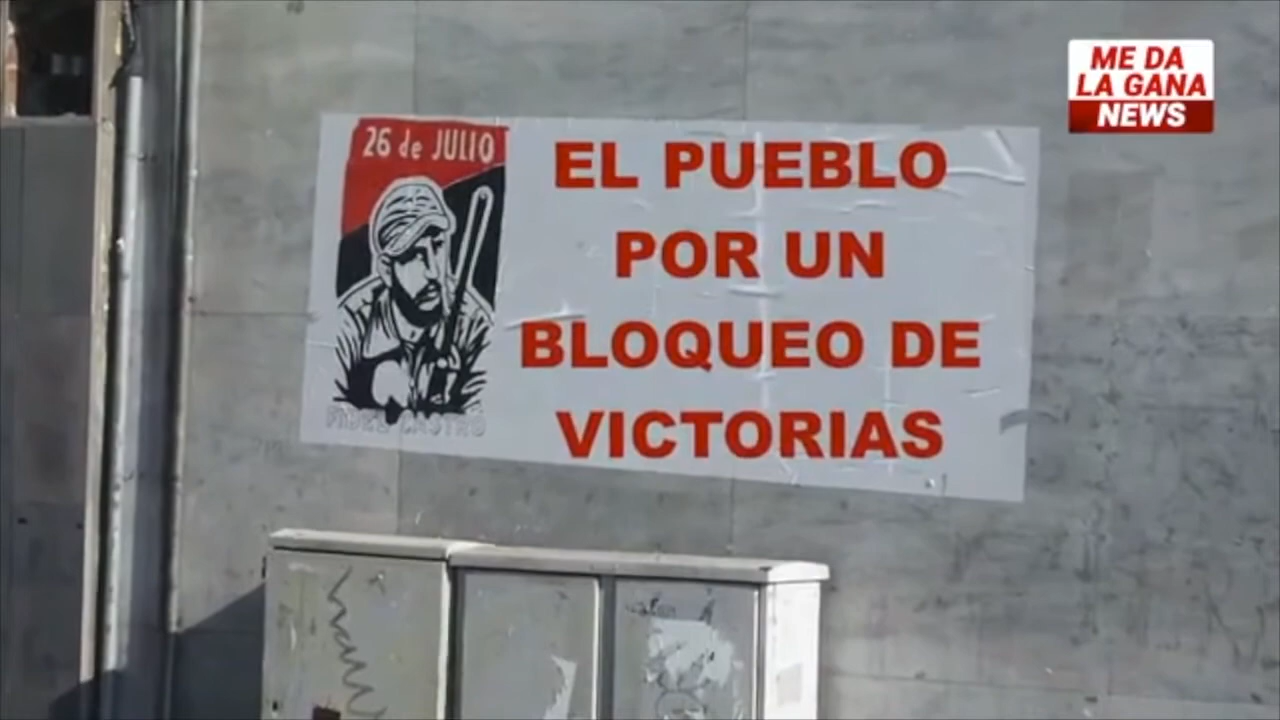 ME DA
LA GANA
NEWS
26 de JULIO
EL PUEBLO
POR UN
BLOQUEO DE
VICTORIAS
FIDEL CASTRO